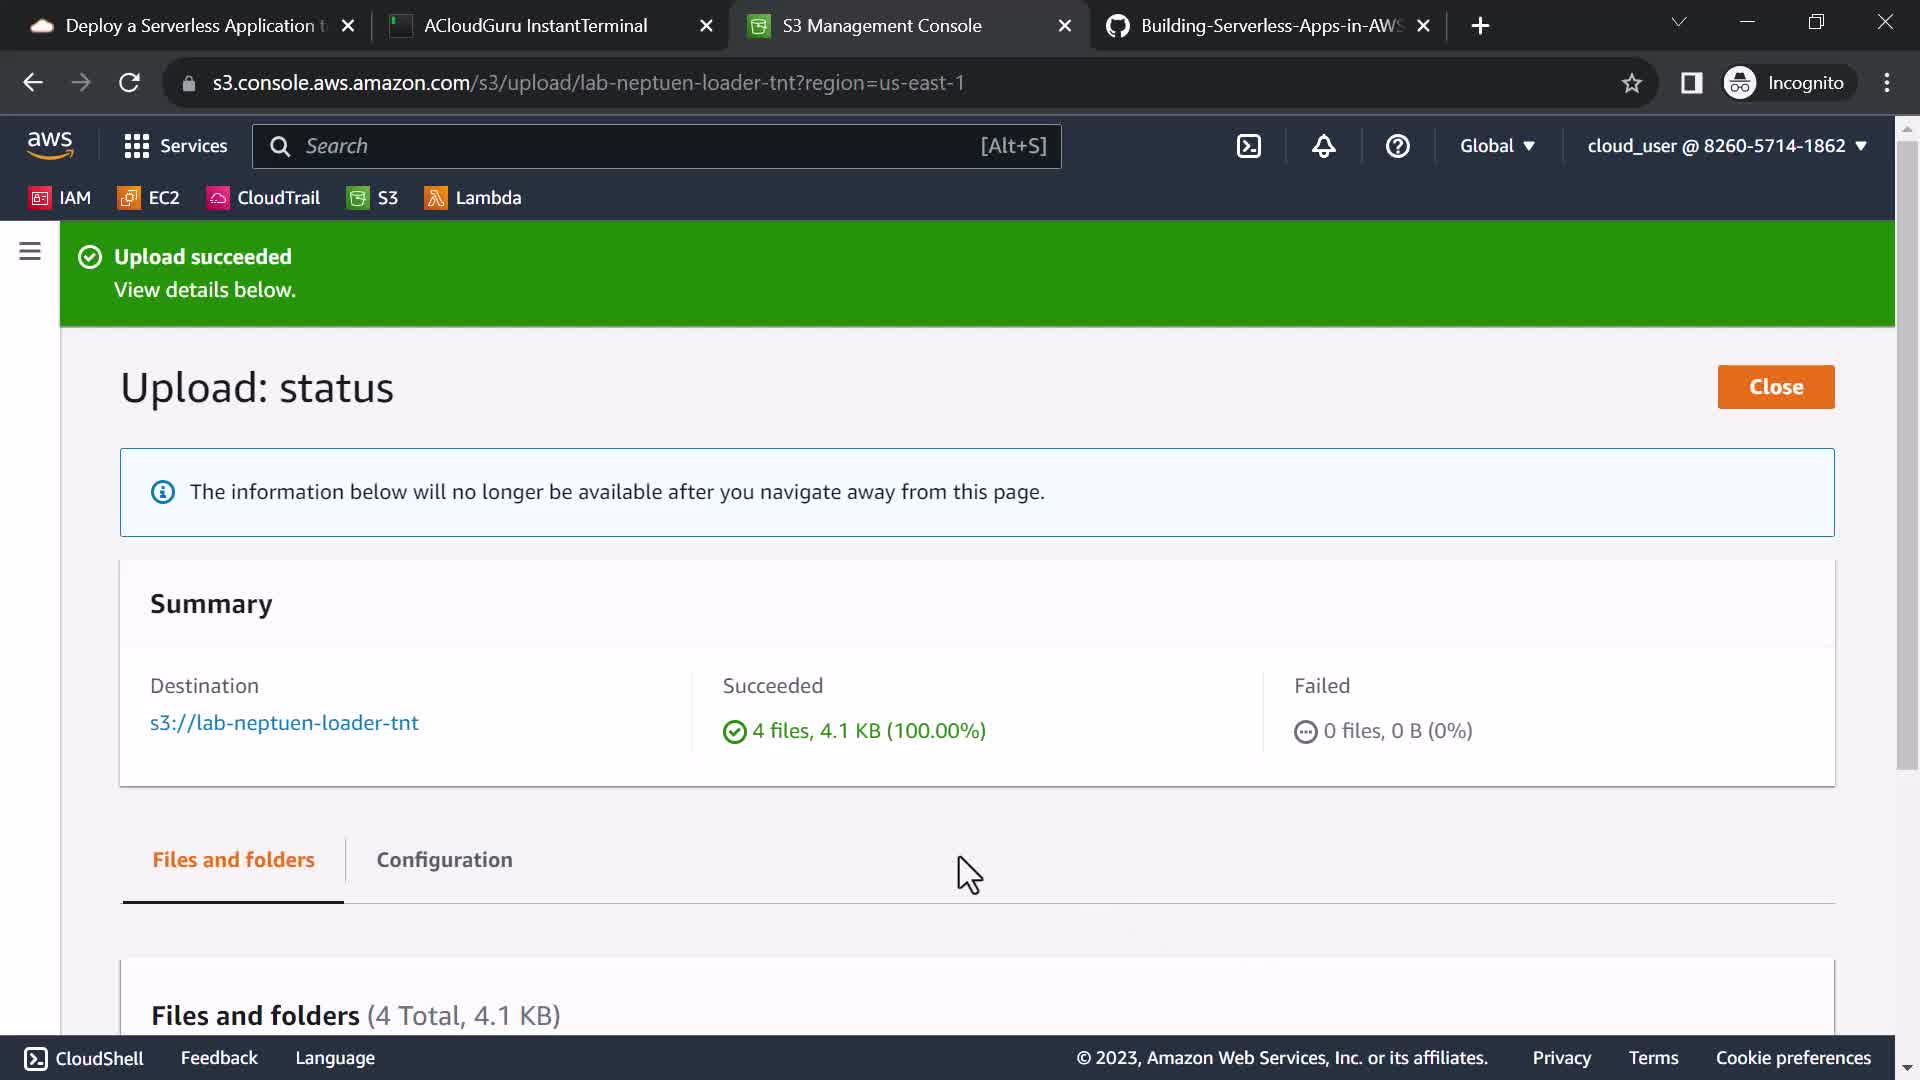 Deploy a Serverless Application t
ACloudGuru InstantTerminal
S3 Management Console
Building-Serverless-Apps-in-AWS
s3.console.aws.amazon.com/s3/upload/lab-neptuen-loader-tnt?region=us-east-1
Incognito
aws
Services
Search
[Alt+S]
Global
cloud_user @ 8260-5714-1862
IAM
EC2
CloudTrail
S3
Lambda
Upload succeeded
View details below.
Upload: status
Close
The information below will no longer be available after you navigate away from this page.
Summary
Destination
s3://lab-neptuen-loader-tnt
Succeeded
4 files, 4.1 KB (100.00%)
Failed
0 files, 0 B (0%)
Files and folders
Configuration
Files and folders (4 Total, 4.1 KB)
CloudShell
Feedback
Language
© 2023, Amazon Web Services, Inc. or its affiliates.
Privacy
Terms
Cookie preferences